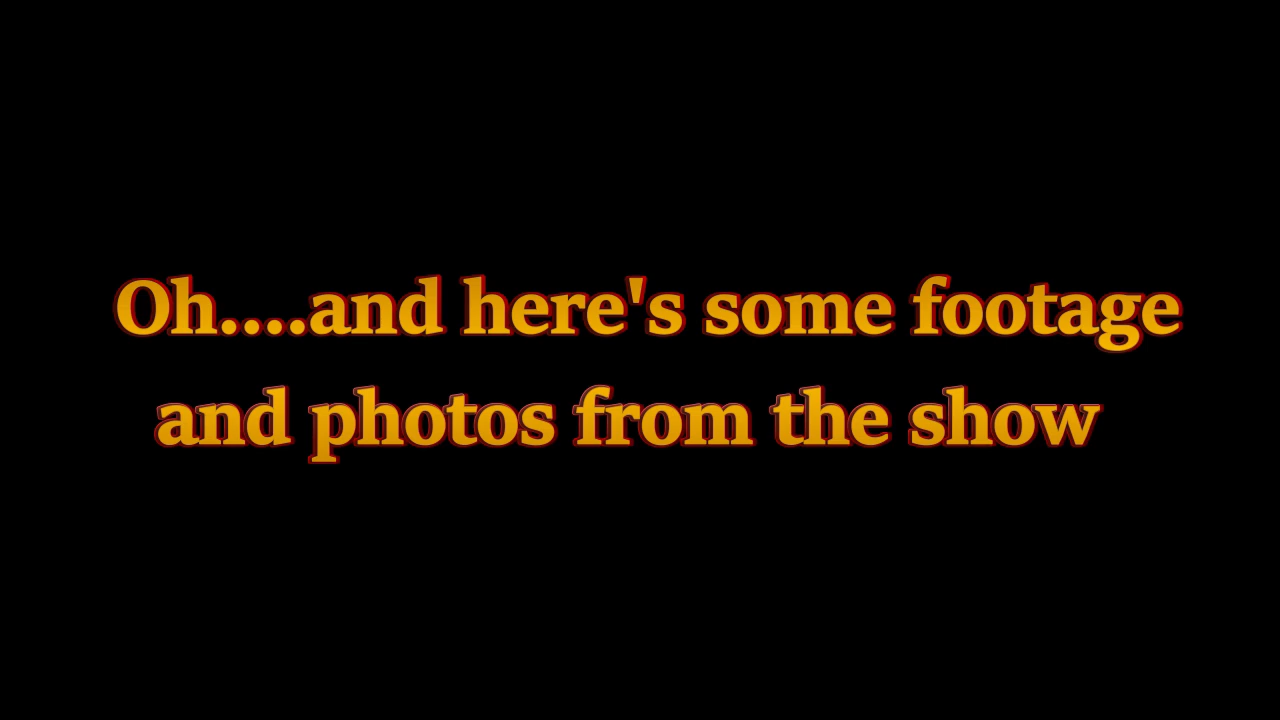 Oh....and here's some footage
and photos from the show